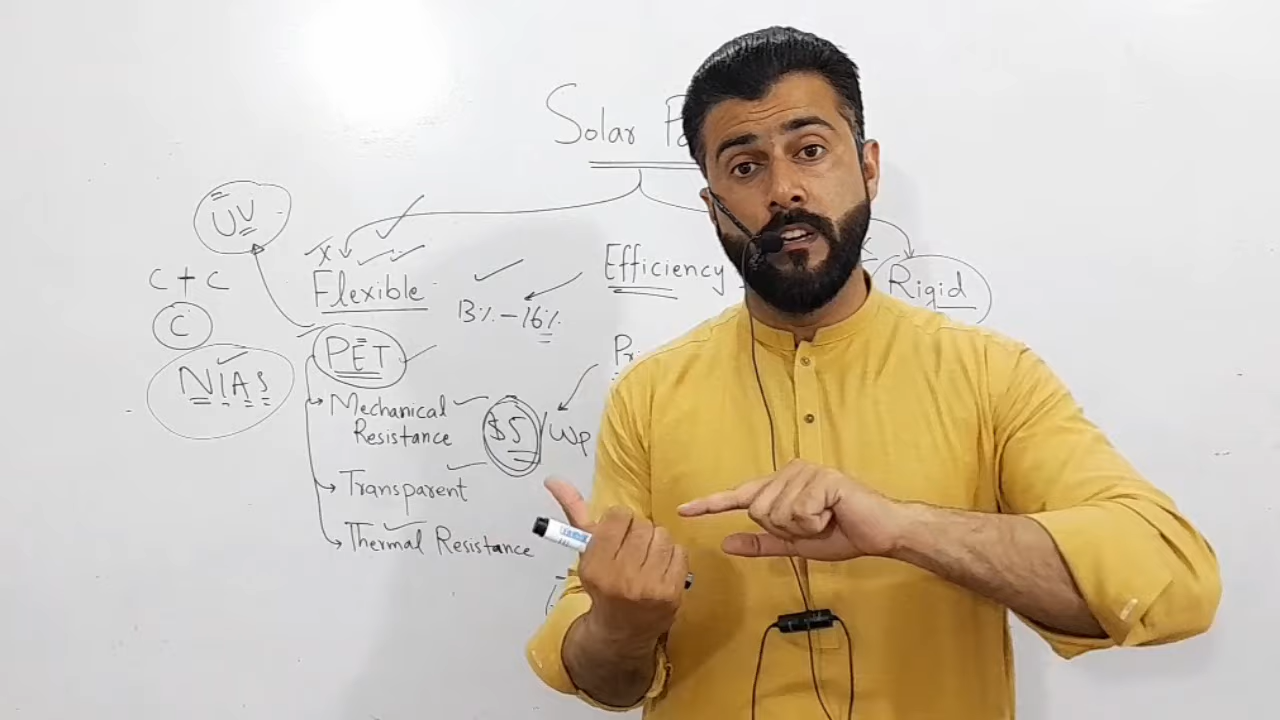 Solar
UV
Flexible
Efficiency
Rigid
C + C
13% - 16%
C
PET
NIAS
Mechanical
Resistance
$5/Wp
Transparent
Thermal Resistance